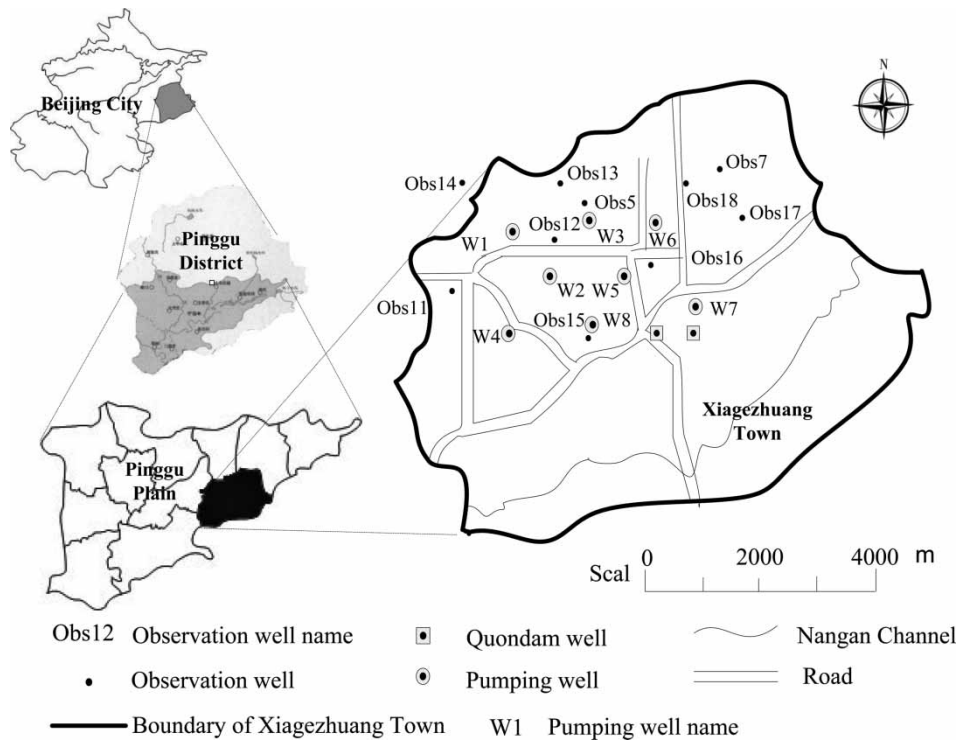 Beijing City
N
Obs14
Obs13
Obs7
Obs5
Obs18
Obs12
Obs17
W1
W3
W6
Pinggu
District
Obs16
Obs11
W2
W5
W7
Obs15
W8
W4
Xiagezhuang
Town
Pinggu
Plain
0 2000 4000 m
Scal
Obs12 Observation well name
Quondam well
Nangan Channel
Observation well
Pumping well
Road
Boundary of Xiagezhuang Town
W1 Pumping well name